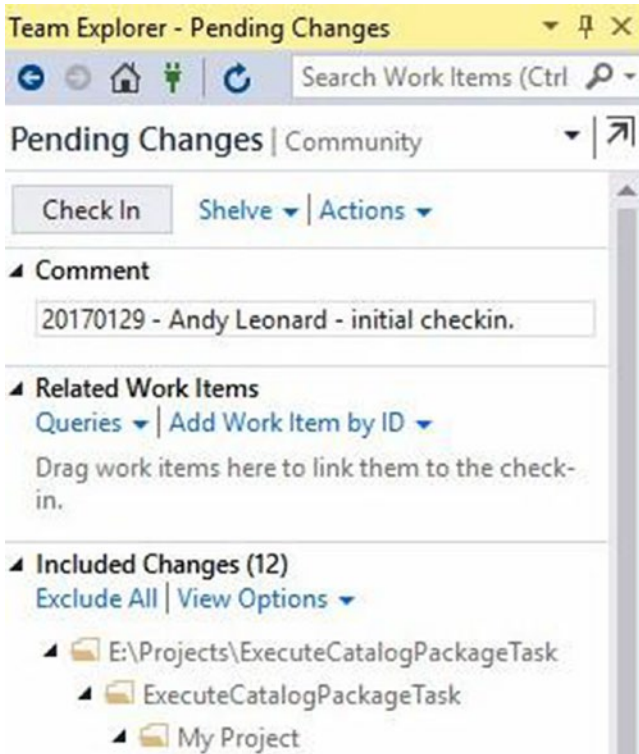 Team Explorer - Pending Changes
Search Work Items (Ctrl
Pending Changes | Community
Check In Shelve | Actions
Comment
20170129 - Andy Leonard - initial checkin.
Related Work Items
Queries | Add Work Item by ID
Drag work items here to link them to the check-
in.
Included Changes (12)
Exclude All | View Options
E:\Projects\ExecuteCatalogPackageTask
ExecuteCatalogPackageTask
My Project